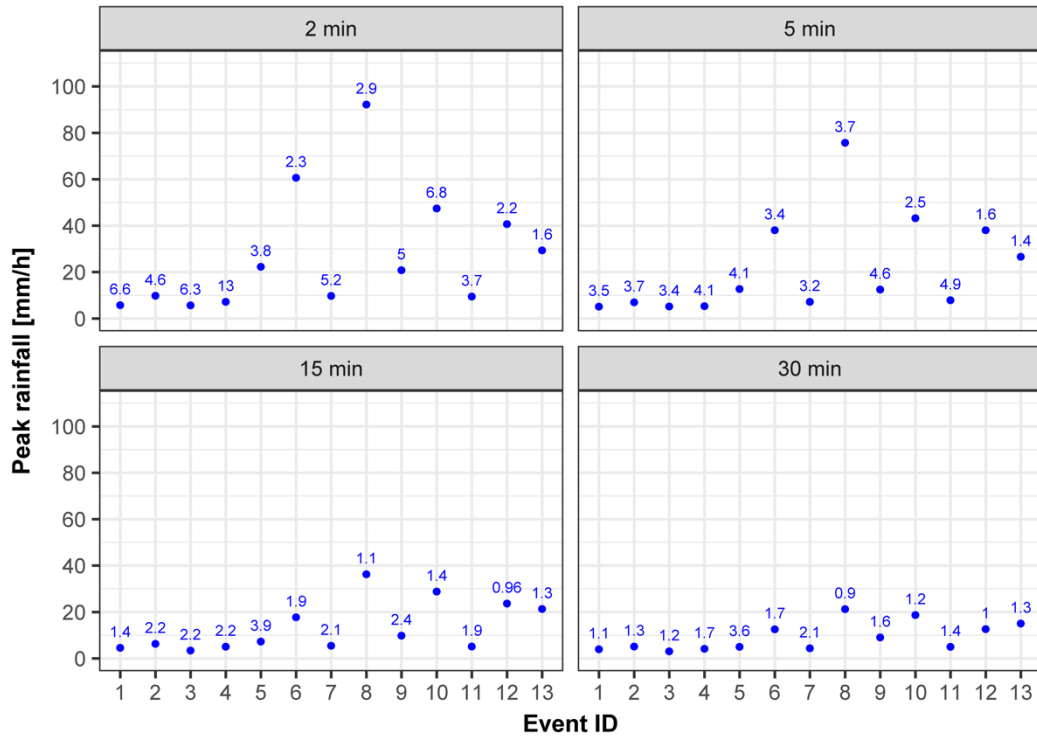 2 min
5 min
Peak rainfall [mm/h]
100
80
60
40
20
0
6.6 4.6 6.3 13 3.8 2.3 5.2 2.9 5 6.8 3.7 2.2 1.6
3.5 3.7 3.4 4.1 4.1 3.4 3.2 3.7 4.6 2.5 4.9 1.6 1.4
15 min
30 min
100
80
60
40
20
0
1.4 2.2 2.2 2.2 3.9 1.9 2.1 1.1 2.4 1.4 1.9 0.96 1.3
1.1 1.3 1.2 1.7 3.6 1.7 2.1 0.9 1.6 1.2 1.4 1 1.3
1 2 3 4 5 6 7 8 9 10 11 12 13
1 2 3 4 5 6 7 8 9 10 11 12 13
Event ID